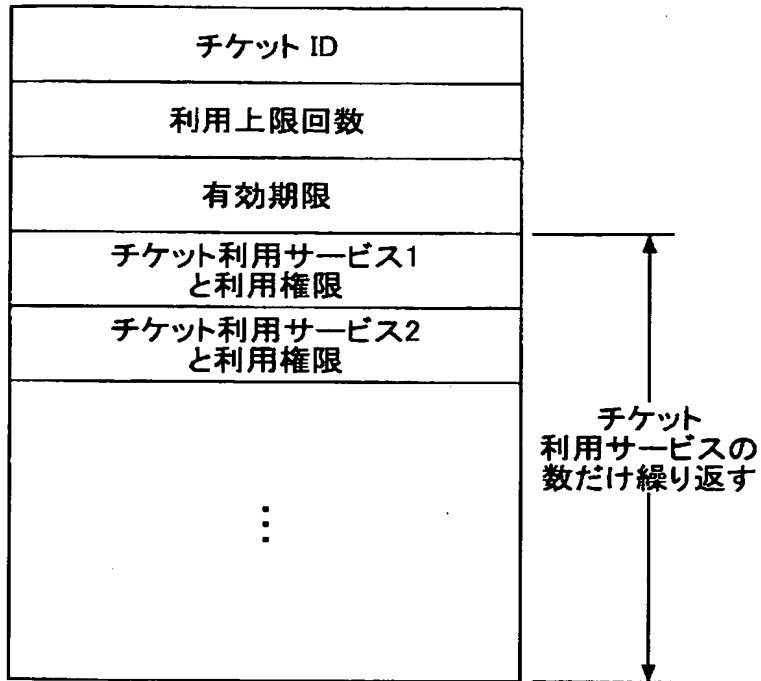 チケット ID
利用上限回数
有効期限
チケット利用サービス1
と利用権限
チケット利用サービス2
と利用権限
⋮
チケット
利用サービスの
数だけ繰り返す